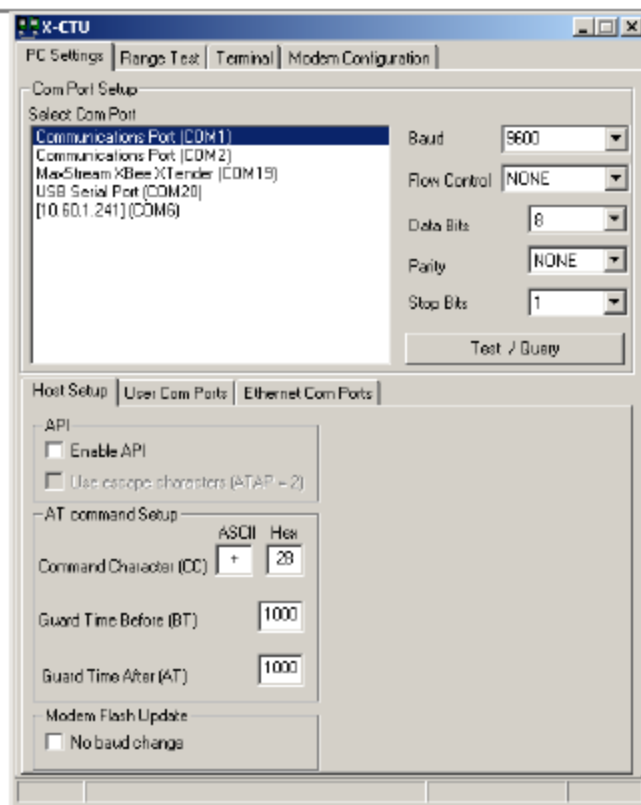 X-CTU
PC Settings Range Test Terminal Modem Configuration
Com Port Setup
Select Com Port
Communications Port (COM1)
Communications Port (COM2)
MaxStream XBee XTender (COM19)
USB Serial Port (COM20)
[10.60.1.241] (COM6)
Baud 9600
Flow Control NONE
Data Bits 8
Parity NONE
Stop Bits 1
Test / Query
Host Setup User Com Ports Ethernet Com Ports
API
Enable API
Use escape characters (ATAP = 2)
AT command Setup
ASCII Hex
Command Character (CC) + 2B
Guard Time Before (BT) 1000
Guard Time After (AT) 1000
Modem Flash Update
No baud change